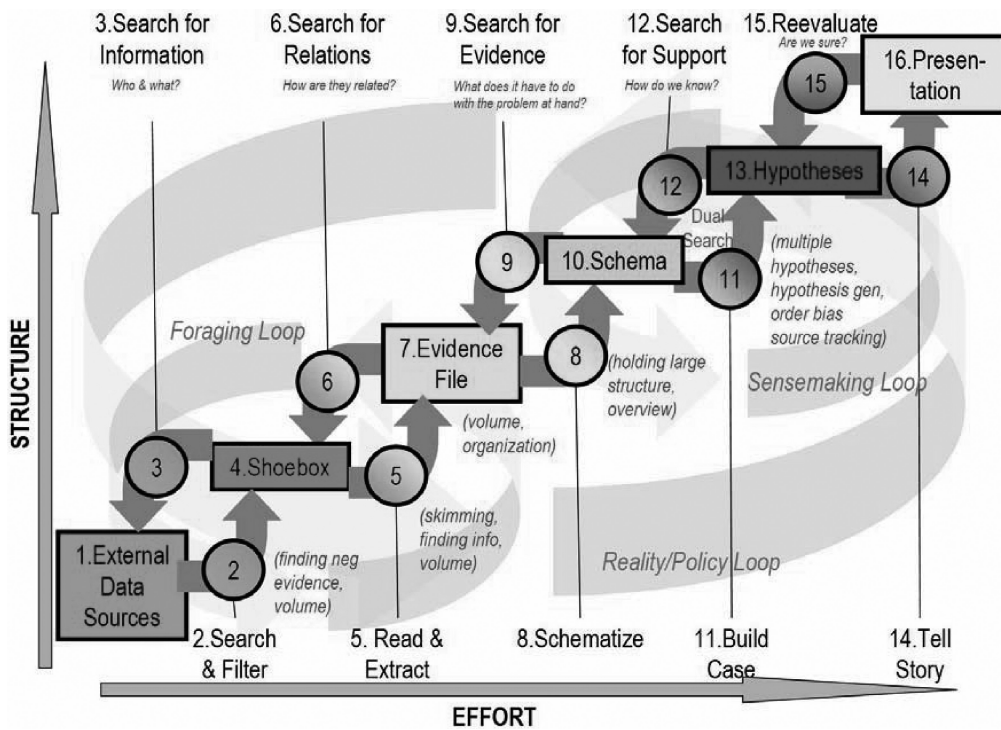 3.Search for
Information
Who & what?
6.Search for
Relations
How are they related?
9.Search for
Evidence
What does it have to do
with the problem at hand?
12.Search
for Support
How do we know?
15.Reevaluate
Are we sure?
15
16.Presen-
tation
13.Hypotheses
14
12
Dual
Search
11
(multiple
hypotheses,
hypothesis gen,
order bias
source tracking)
9
10.Schema
Foraging Loop
7.Evidence
File
8
(holding large
structure,
overview)
Sensemaking Loop
6
(volume,
organization)
3
4.Shoebox
5
(skimming,
finding info,
volume)
1.External
Data
Sources
2
(finding neg
evidence,
volume)
Reality/Policy Loop
2.Search
& Filter
5. Read &
Extract
8.Schematize
11.Build
Case
14.Tell
Story
STRUCTURE
EFFORT